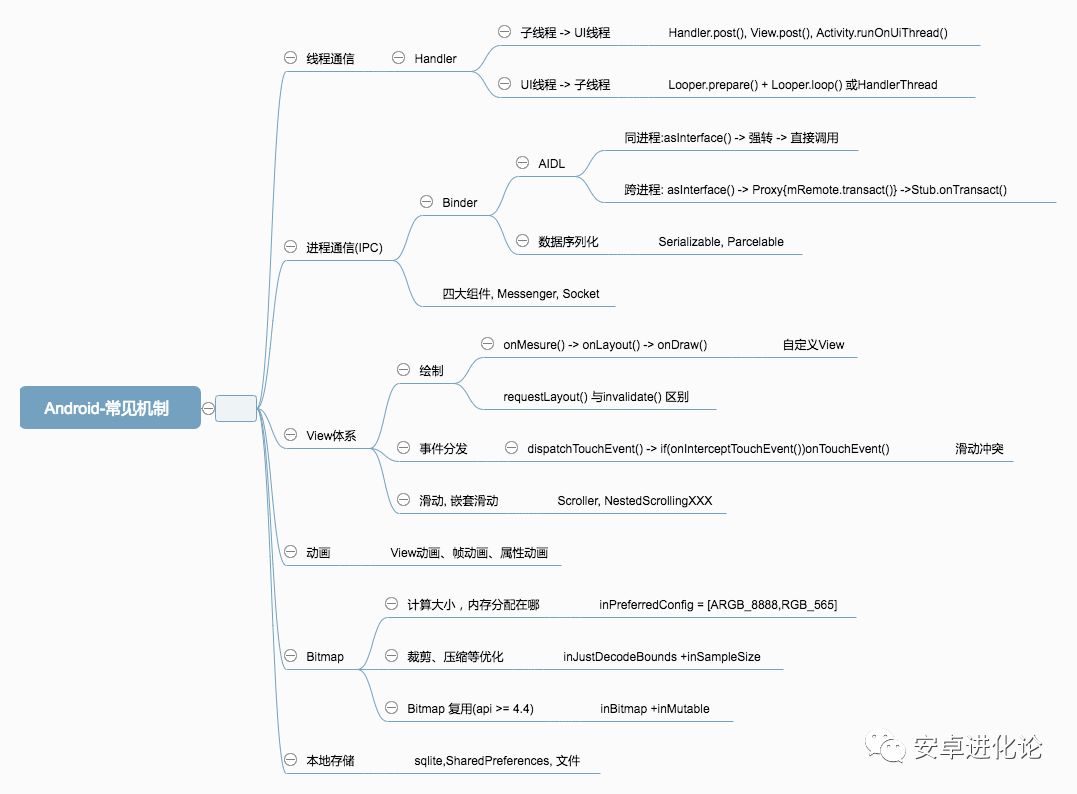 线程通信
Handler
子线程 -> UI线程
Handler.post(), View.post(), Activity.runOnUiThread()
UI线程 -> 子线程
Looper.prepare() + Looper.loop() 或HandlerThread
进程通信(IPC)
Binder
AIDL
同进程:asInterface() -> 强转 -> 直接调用
跨进程: asInterface() -> Proxy{mRemote.transact()} ->Stub.onTransact()
数据序列化
Serializable, Parcelable
四大组件, Messenger, Socket
Android-常见机制
View体系
绘制
onMesure() -> onLayout() -> onDraw()
自定义View
requestLayout() 与invalidate() 区别
事件分发
dispatchTouchEvent() -> if(onInterceptTouchEvent())onTouchEvent()
滑动冲突
滑动, 嵌套滑动
Scroller, NestedScrollingXXX
动画
View动画、帧动画、属性动画
Bitmap
计算大小，内存分配在哪
inPreferredConfig = [ARGB_8888,RGB_565]
裁剪、压缩等优化
inJustDecodeBounds +inSampleSize
Bitmap 复用(api >= 4.4)
inBitmap +inMutable
本地存储
sqlite,SharedPreferences, 文件
安卓进化论